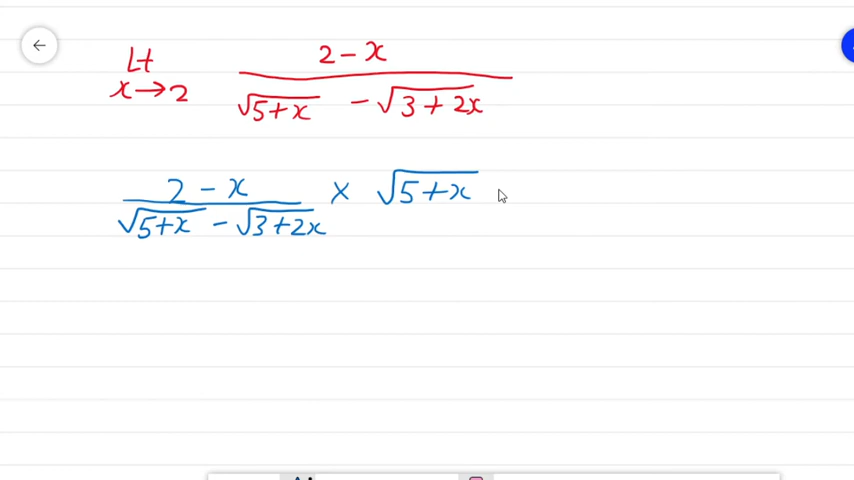 Lt 2 - x
x→2 √5+x - √3+2x
2 - x × √5+x
√5+x - √3+2x